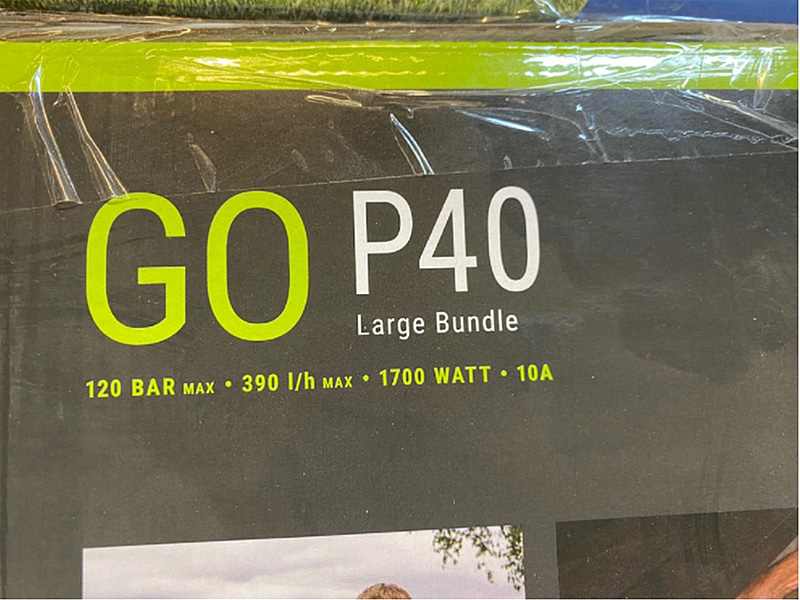 GO P40
Large Bundle
120 BAR MAX • 390 l/h MAX • 1700 WATT • 10A